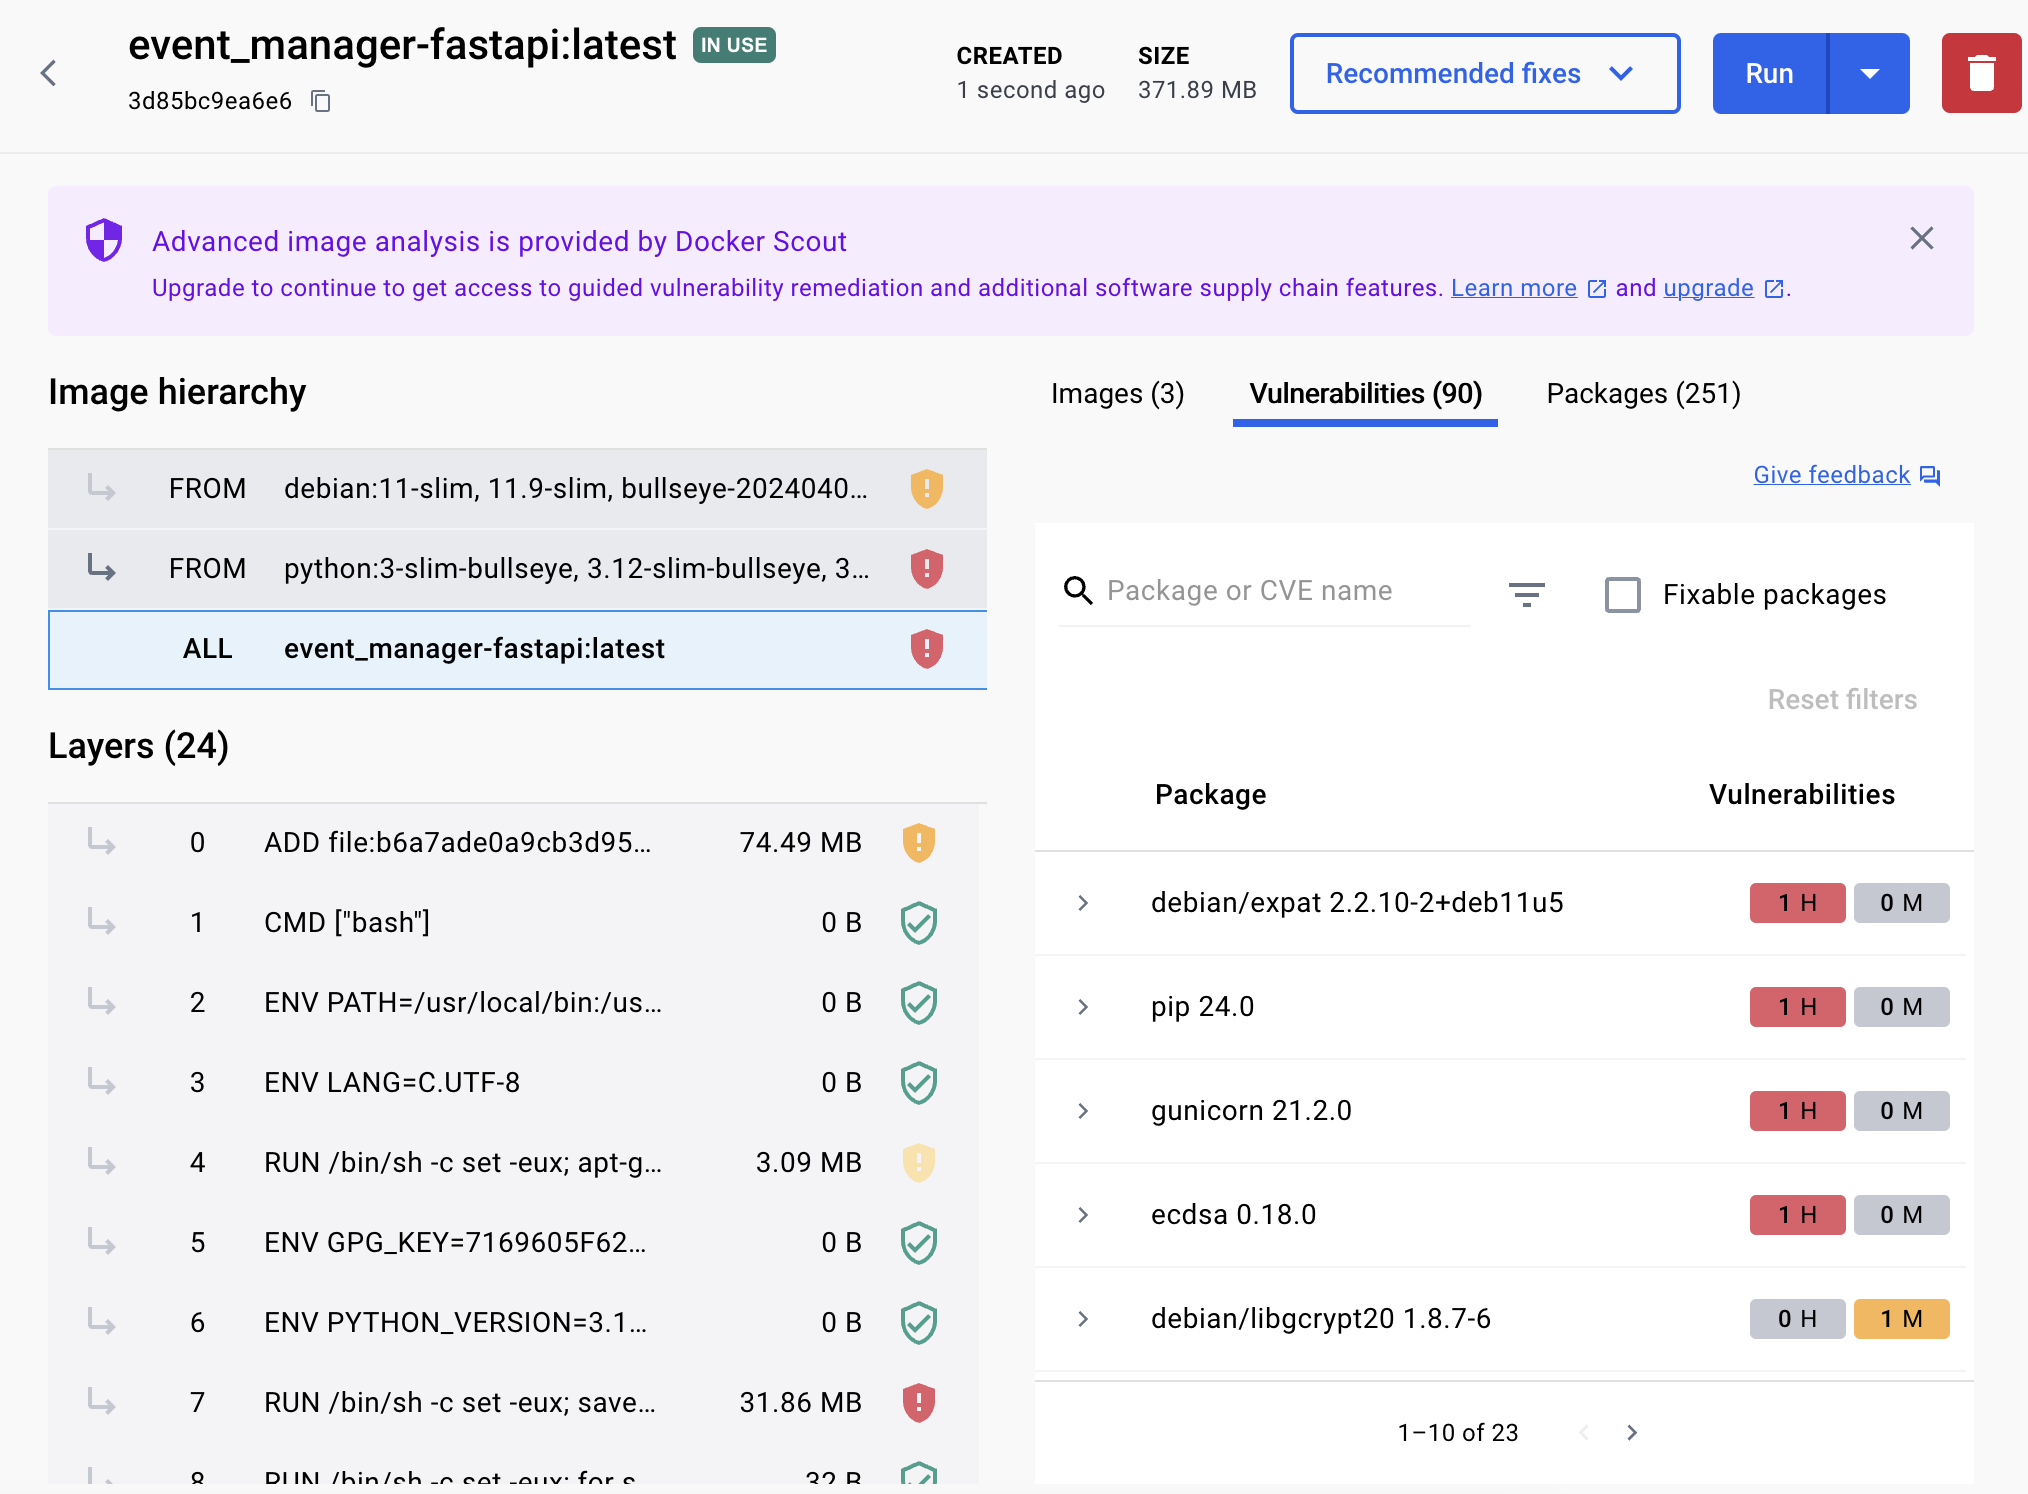 event_manager-fastapi:latest IN USE
3d85bc9ea6e6
CREATED
1 second ago
SIZE
371.89 MB
Recommended fixes
Run
Advanced image analysis is provided by Docker Scout
Upgrade to continue to get access to guided vulnerability remediation and additional software supply chain features. Learn more and upgrade .
Image hierarchy
FROM debian:11-slim, 11.9-slim, bullseye-2024040...
FROM python:3-slim-bullseye, 3.12-slim-bullseye, 3...
ALL event_manager-fastapi:latest
Layers (24)
0 ADD file:b6a7ade0a9cb3d95... 74.49 MB
1 CMD ["bash"] 0 B
2 ENV PATH=/usr/local/bin:/us... 0 B
3 ENV LANG=C.UTF-8 0 B
4 RUN /bin/sh -c set -eux; apt-g... 3.09 MB
5 ENV GPG_KEY=7169605F62... 0 B
6 ENV PYTHON_VERSION=3.1... 0 B
7 RUN /bin/sh -c set -eux; save... 31.86 MB
8 RUN /bin/sh -c set -eux; for s... 32 B
Images (3)
Vulnerabilities (90)
Packages (251)
Give feedback
Package or CVE name
Fixable packages
Reset filters
Package Vulnerabilities
debian/expat 2.2.10-2+deb11u5 1 H 0 M
pip 24.0 1 H 0 M
gunicorn 21.2.0 1 H 0 M
ecdsa 0.18.0 1 H 0 M
debian/libgcrypt20 1.8.7-6 0 H 1 M
1–10 of 23